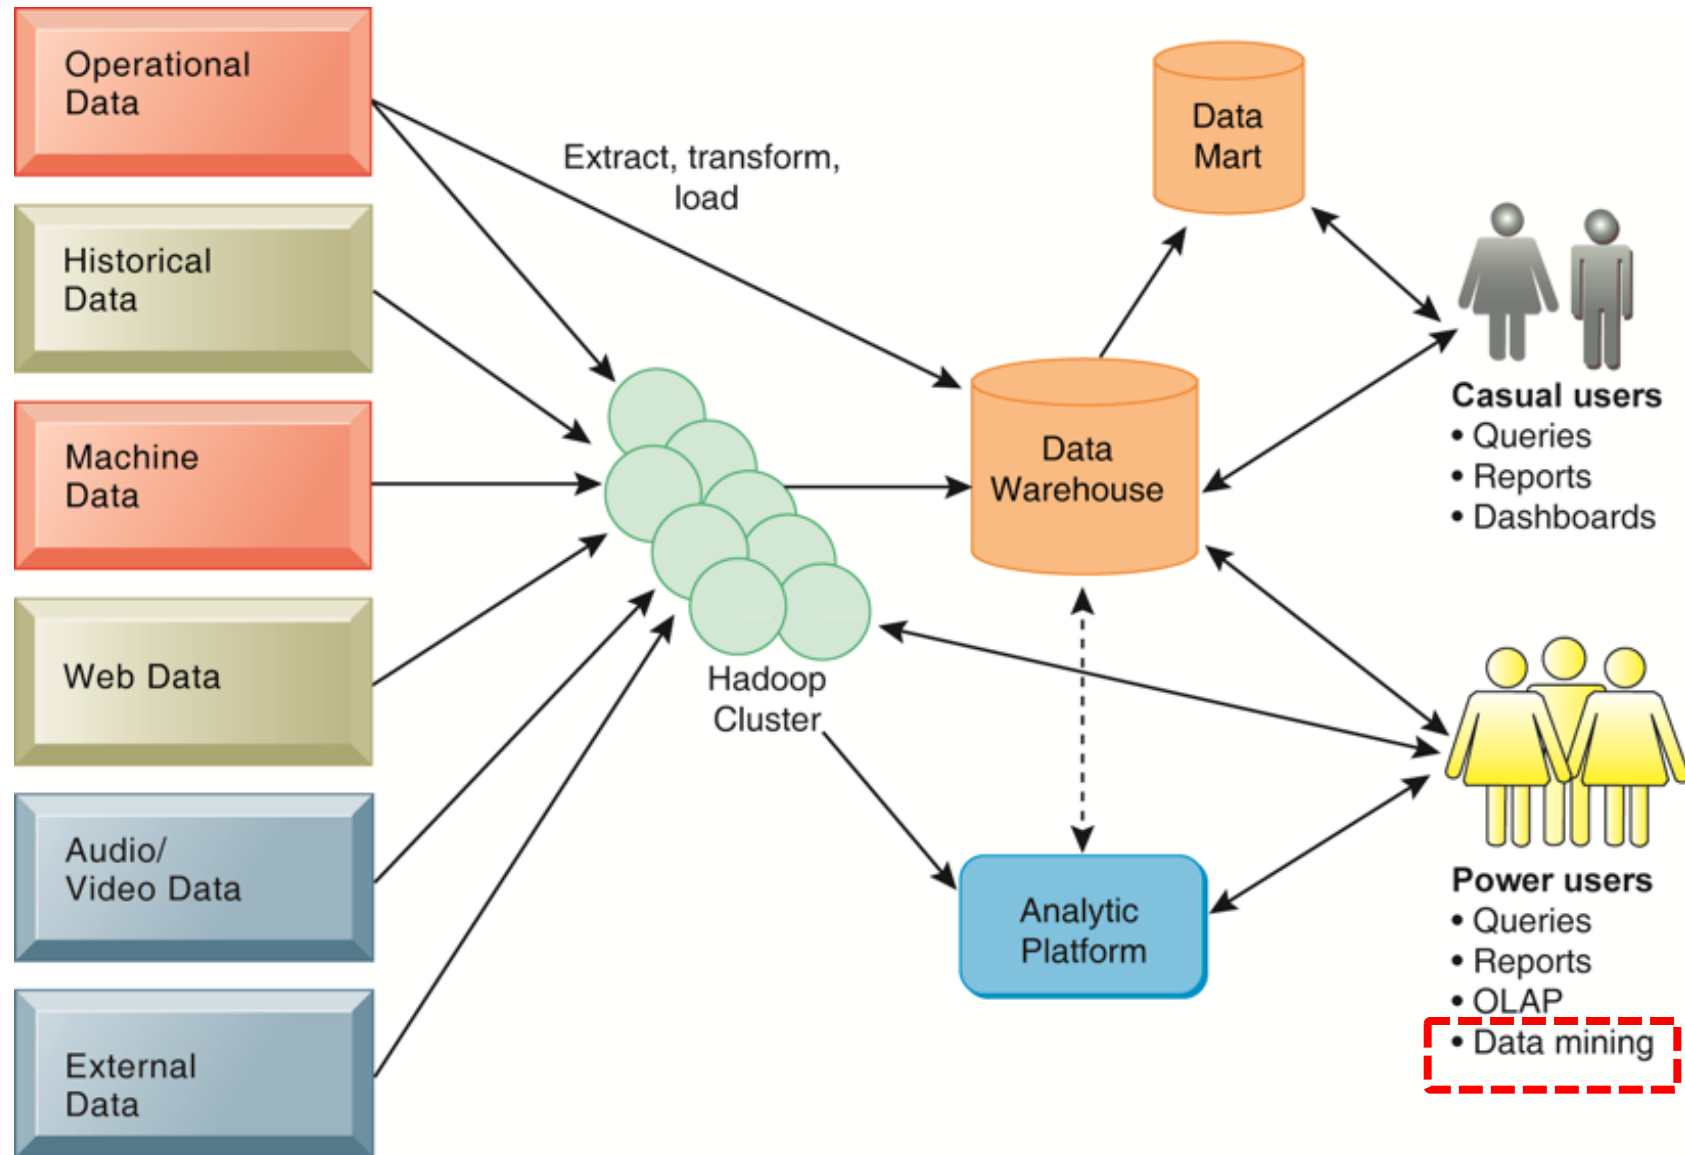 Operational
Data
Historical
Data
Machine
Data
Web Data
Audio/
Video Data
External
Data
Extract, transform,
load
Hadoop
Cluster
Data
Mart
Data
Warehouse
Analytic
Platform
Casual users
• Queries
• Reports
• Dashboards
Power users
• Queries
• Reports
• OLAP
• Data mining